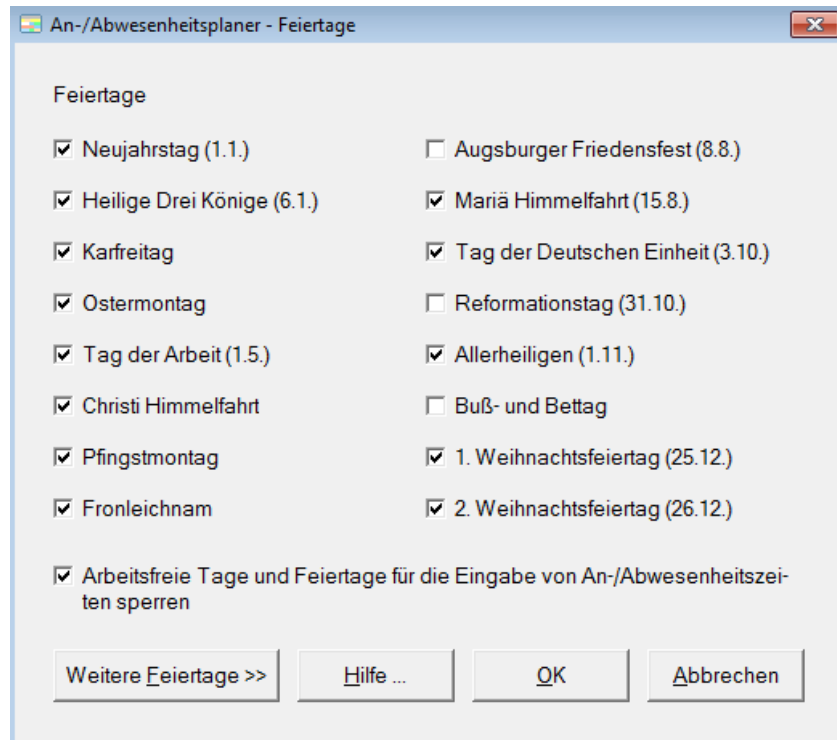 An-/Abwesenheitsplaner - Feiertage
Feiertage
Neujahrstag (1.1.)
Heilige Drei Könige (6.1.)
Karfreitag
Ostermontag
Tag der Arbeit (1.5.)
Christi Himmelfahrt
Pfingstmontag
Fronleichnam
Augsburger Friedensfest (8.8.)
Mariä Himmelfahrt (15.8.)
Tag der Deutschen Einheit (3.10.)
Reformationstag (31.10.)
Allerheiligen (1.11.)
Buß- und Bettag
1. Weihnachtsfeiertag (25.12.)
2. Weihnachtsfeiertag (26.12.)
Arbeitsfreie Tage und Feiertage für die Eingabe von An-/Abwesenheitszei-
ten sperren
Weitere Feiertage >>
Hilfe ...
OK
Abbrechen